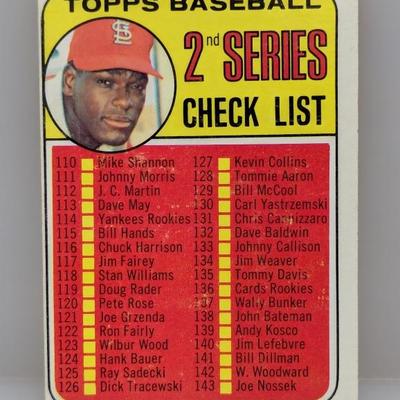 TOPPS BASEBALL
2nd SERIES
CHECK LIST
110 Mike Shannon
111 Johnny Morris
112 J. C. Martin
113 Dave May
114 Yankees Rookies
115 Bill Hands
116 Chuck Harrison
117 Jim Fairey
118 Stan Williams
119 Doug Rader
120 Pete Rose
121 Joe Grzenda
122 Ron Fairly
123 Wilbur Wood
124 Hank Bauer
125 Ray Sadecki
126 Dick Tracewski
127 Kevin Collins
128 Tommie Aaron
129 Bill McCool
130 Carl Yastrzemski
131 Chris Cannizzaro
132 Dave Baldwin
133 Johnny Callison
134 Jim Weaver
135 Tommy Davis
136 Cards Rookies
137 Wally Bunker
138 John Bateman
139 Andy Kosco
140 Jim Lefebvre
141 Bill Dillman
142 W. Woodward
143 Joe Nossek